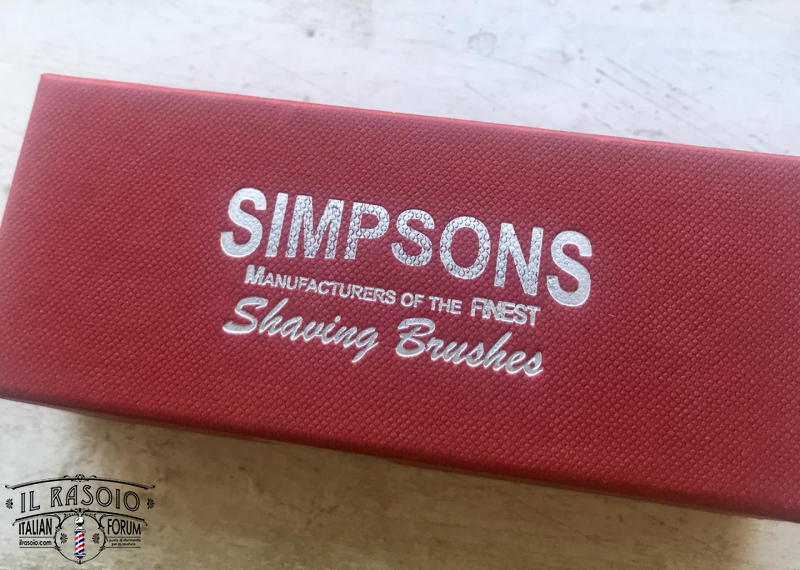 SIMPSONS
MANUFACTURERS OF THE FINEST
Shaving Brushes
IL RASOIO
ITALIAN FORUM
ilrasoio.com